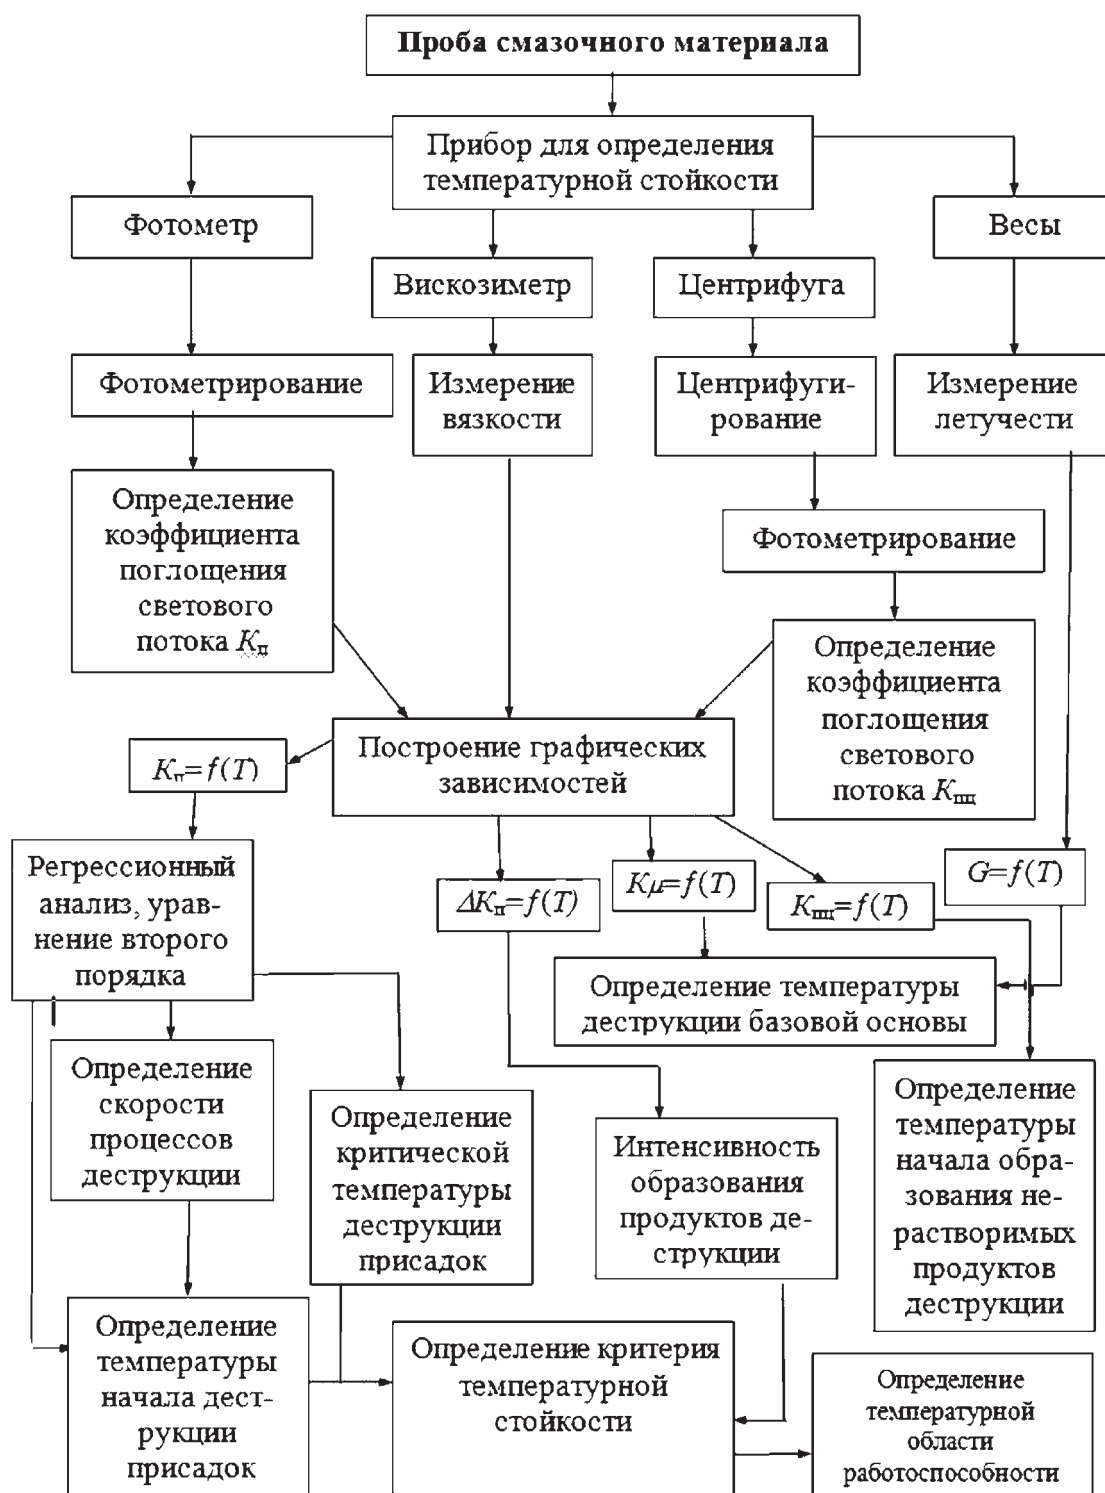 Проба смазочного материала
Прибор для определения
температурной стойкости
Фотометр
Весы
Вискозиметр
Центрифуга
Фотометрирование
Измерение
вязкости
Центрифуги-
рование
Измерение
летучести
Определение
коэффициента
поглощения
светового
потока Kп
Фотометрирование
Определение
коэффициента
поглощения
светового
потока Kпц
Построение графических
зависимостей
Kп=f(T)
Регрессионный
анализ, урав-
нение второго
порядка
ΔKп=f(T)
Kμ=f(T)
Kпц=f(T)
G=f(T)
Определение температуры
деструкции базовой основы
Определение
скорости
процессов
деструкции
Определение
критической
температуры
деструкции
присадок
Интенсивность
образования
продуктов де-
струкции
Определение
температуры
начала обра-
зования не-
растворимых
продуктов
деструкции
Определение
температуры
начала дест-
рукции
присадок
Определение критерия
температурной
стойкости
Определение
температурной
области
работоспособности